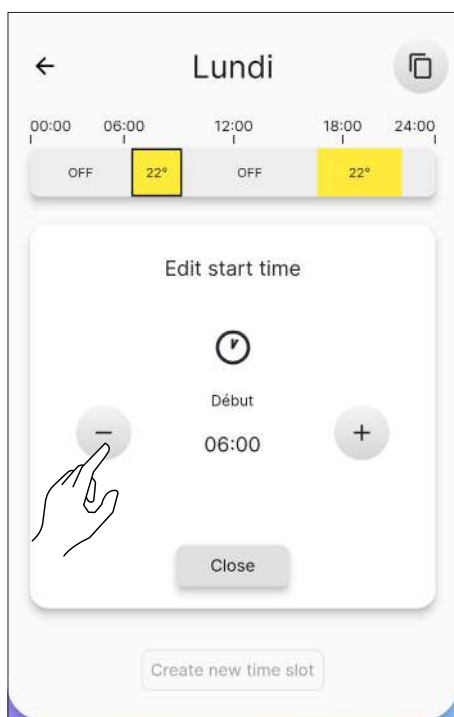 Lundi
00:00 06:00 12:00 18:00 24:00
OFF 22° OFF 22°
Edit start time
Début
06:00
Close
Create new time slot